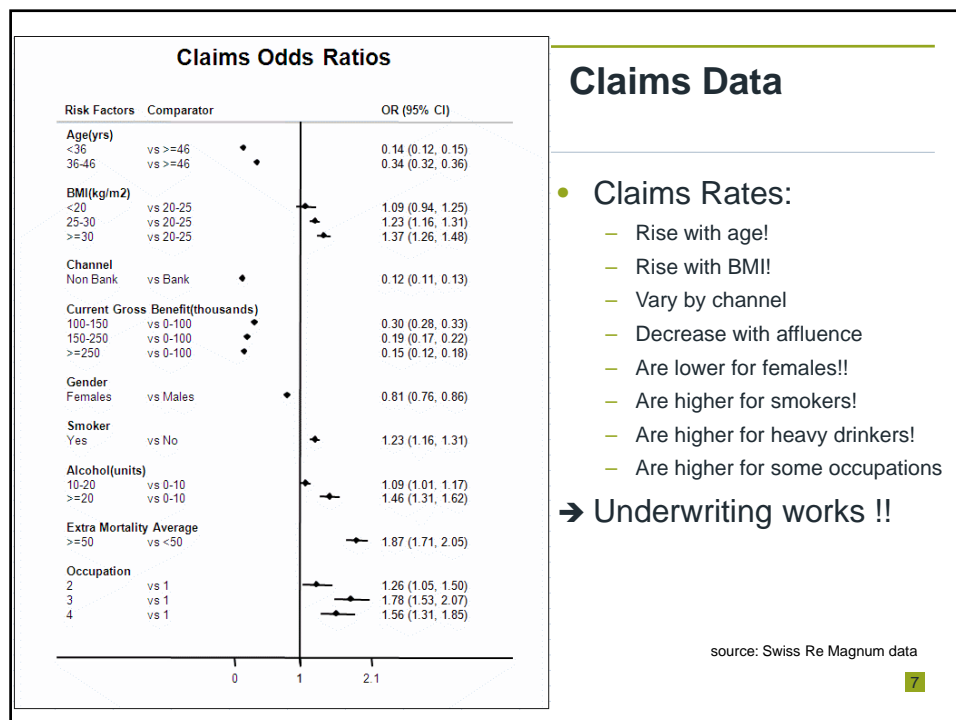 Claims Odds Ratios
Risk Factors Comparator OR (95% CI)
Age(yrs)
<36 vs >=46 0.14 (0.12, 0.15)
36-46 vs >=46 0.34 (0.32, 0.36)
BMI(kg/m2)
<20 vs 20-25 1.09 (0.94, 1.25)
25-30 vs 20-25 1.23 (1.16, 1.31)
>=30 vs 20-25 1.37 (1.26, 1.48)
Channel
Non Bank vs Bank 0.12 (0.11, 0.13)
Current Gross Benefit(thousands)
100-150 vs 0-100 0.30 (0.28, 0.33)
150-250 vs 0-100 0.19 (0.17, 0.22)
>=250 vs 0-100 0.15 (0.12, 0.18)
Gender
Females vs Males 0.81 (0.76, 0.86)
Smoker
Yes vs No 1.23 (1.16, 1.31)
Alcohol(units)
10-20 vs 0-10 1.09 (1.01, 1.17)
>=20 vs 0-10 1.46 (1.31, 1.62)
Extra Mortality Average
>=50 vs <50 1.87 (1.71, 2.05)
Occupation
2 vs 1 1.26 (1.05, 1.50)
3 vs 1 1.78 (1.53, 2.07)
4 vs 1 1.56 (1.31, 1.85)
0 1 2.1
Claims Data
• Claims Rates:
– Rise with age!
– Rise with BMI!
– Vary by channel
– Decrease with affluence
– Are lower for females!!
– Are higher for smokers!
– Are higher for heavy drinkers!
– Are higher for some occupations
➔ Underwriting works !!
source: Swiss Re Magnum data
7